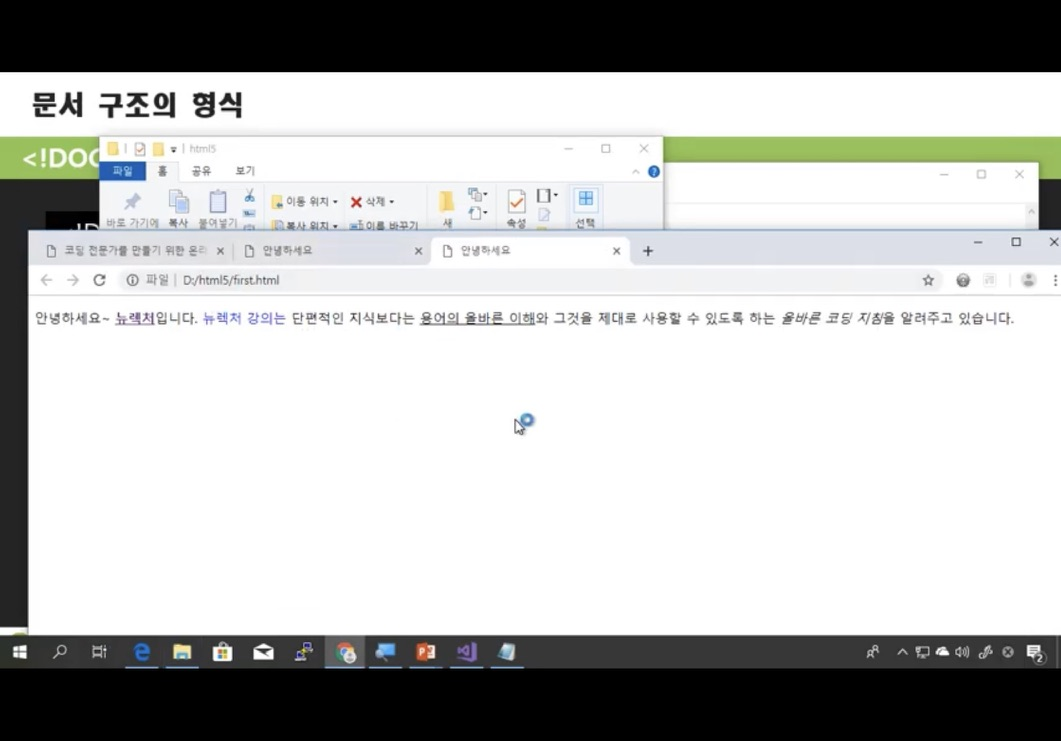 문서 구조의 형식
<!DOC
html5
파일 홈 공유 보기
이동 위치 삭제
바로 가기에 복사 붙여넣기 복사 위치 이름 바꾸기 새 속성 선택
코딩 전문가를 만들기 위한 온라 안녕하세요 안녕하세요
파일 | D:/html5/first.html
안녕하세요~ 뉴렉처입니다. 뉴렉처 강의는 단편적인 지식보다는 용어의 올바른 이해와 그것을 제대로 사용할 수 있도록 하는 올바른 코딩 지침을 알려주고 있습니다.
2